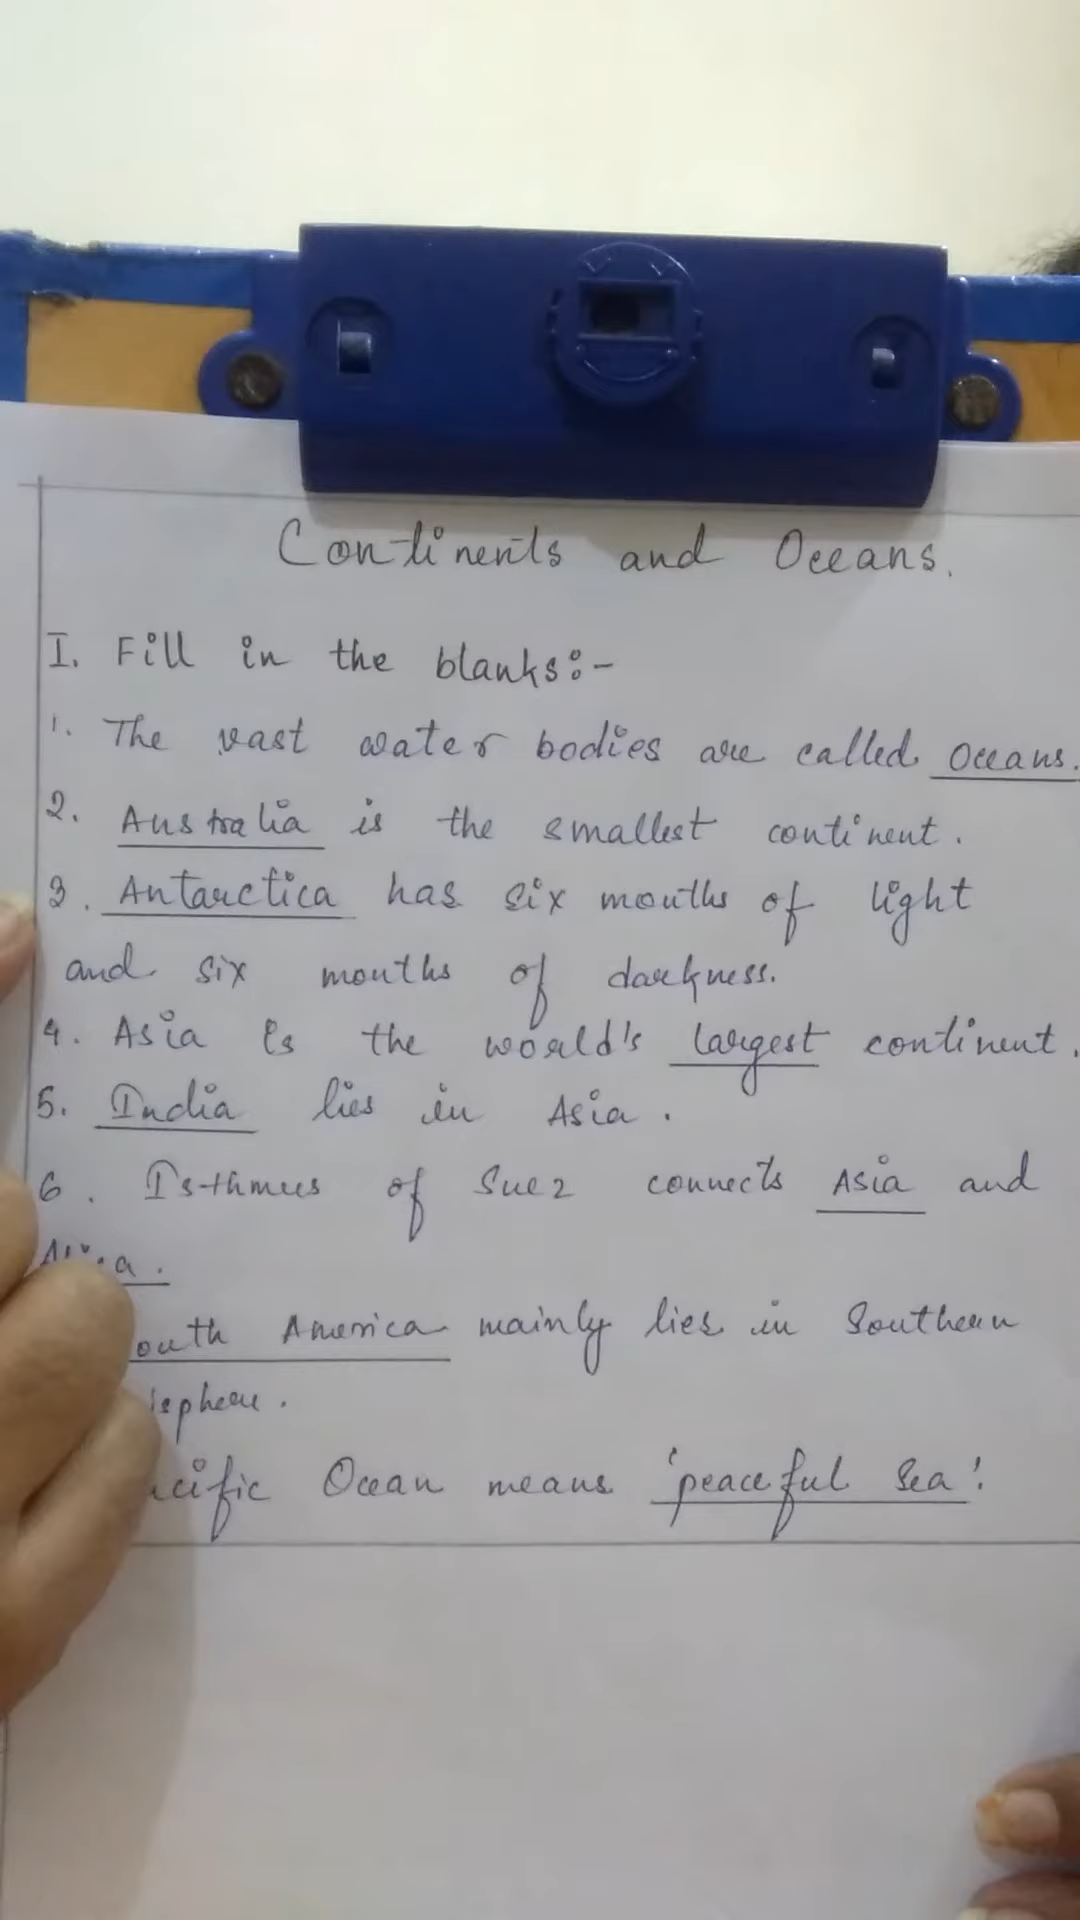 Continents and Oceans.
I. Fill in the blanks:-
1. The vast water bodies are called Oceans.
2. Australia is the smallest continent.
3. Antarctica has six months of light
and six months of darkness.
4. Asia is the world's largest continent.
5. India lies in Asia.
6. Isthmus of Suez connects Asia and
America mainly lies in Southern
Ocean means 'peaceful Sea'.